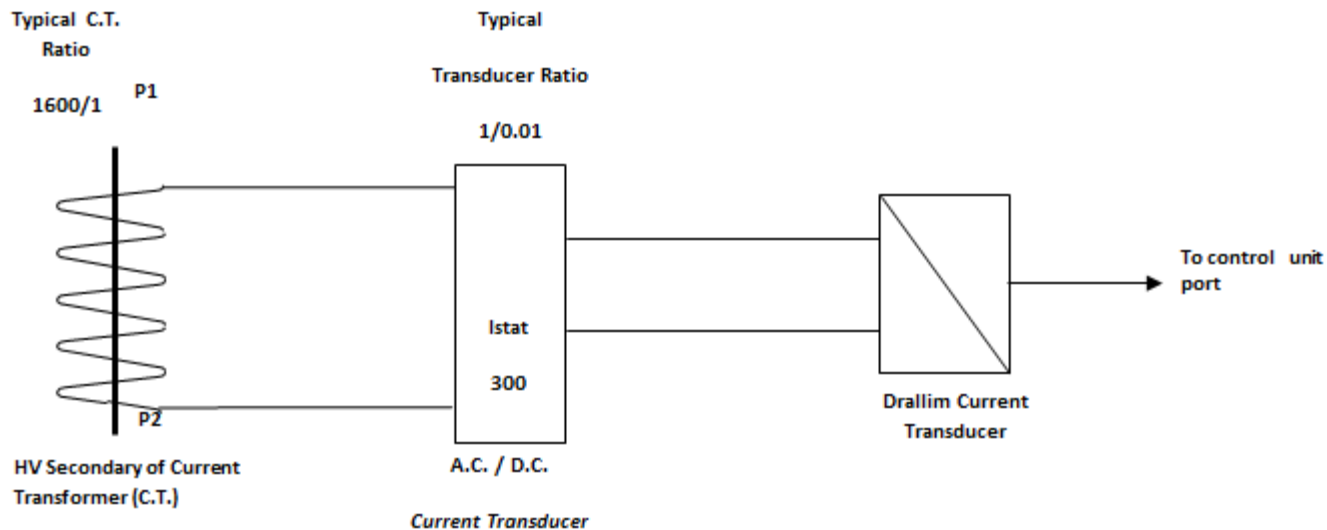 Typical C.T.
Ratio
1600/1
P1
P2
HV Secondary of Current
Transformer (C.T.)
Typical
Transducer Ratio
1/0.01
Istat
300
A.C. / D.C.
Current Transducer
Drallim Current
Transducer
To control unit
port